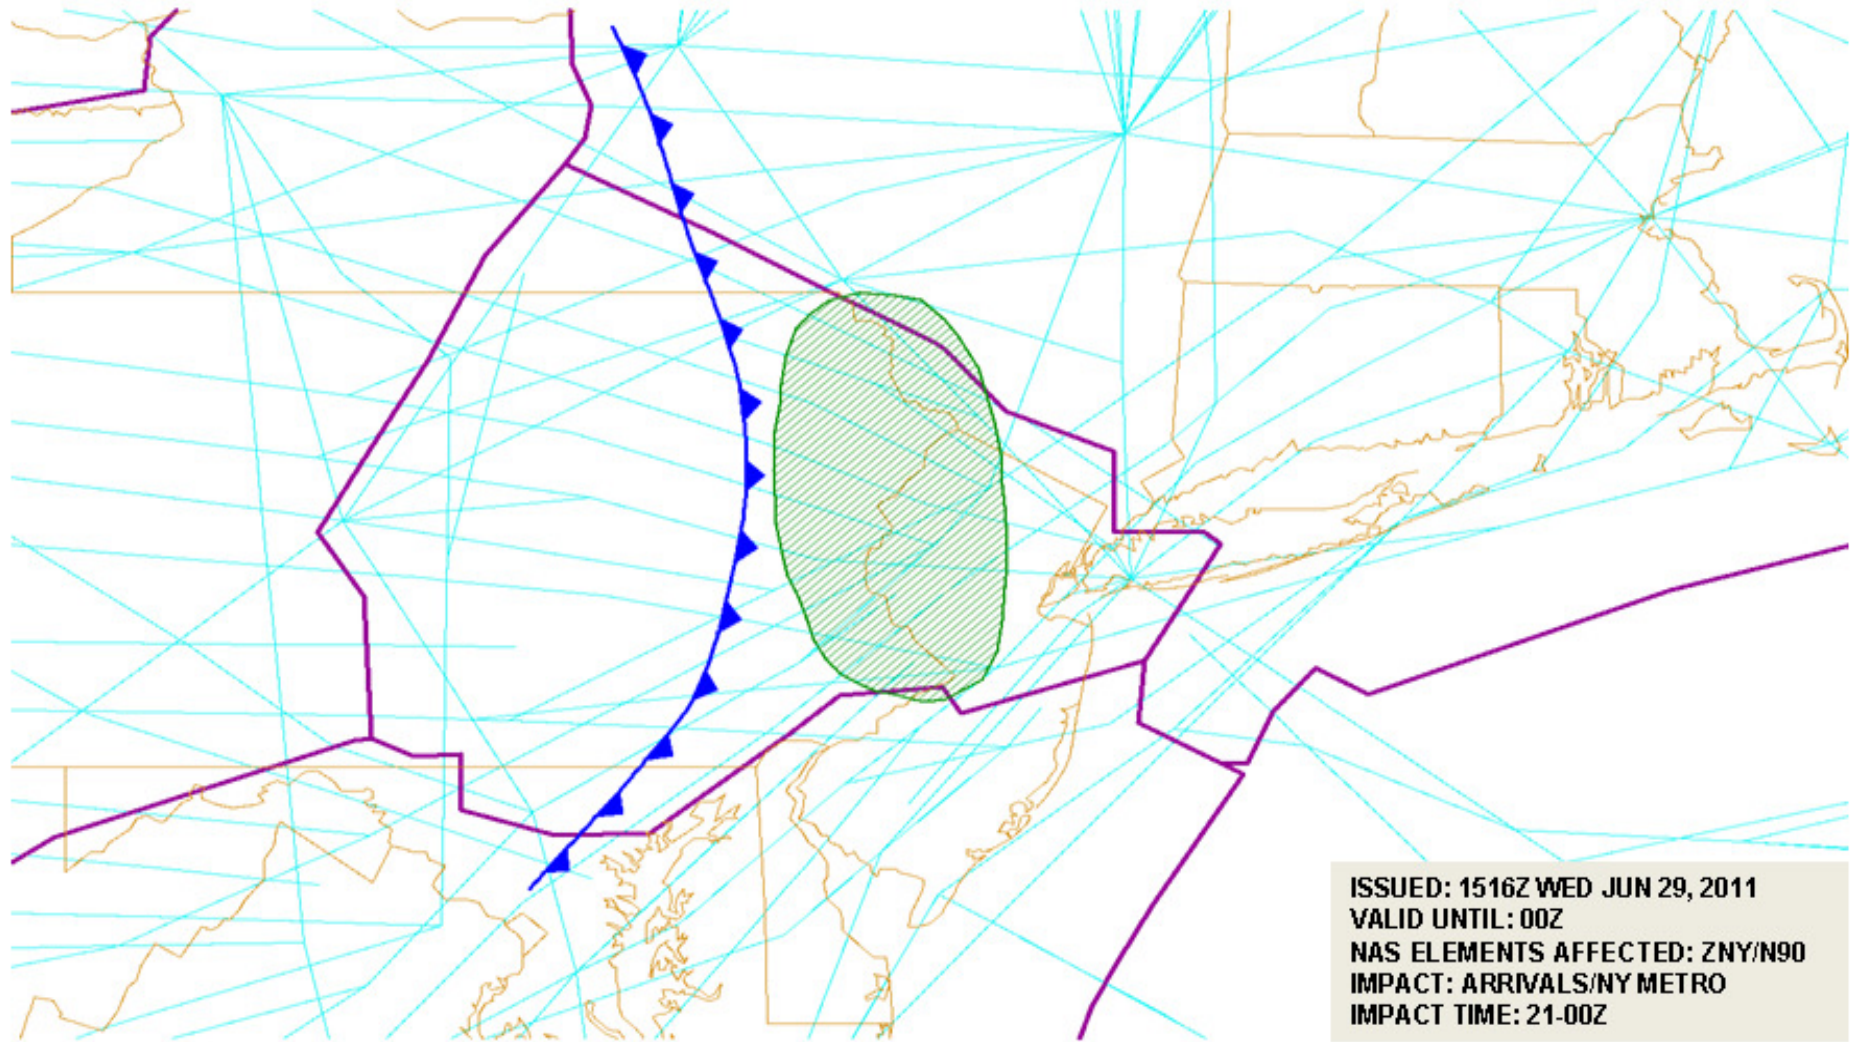 ISSUED: 1516Z WED JUN 29, 2011
VALID UNTIL: 00Z
NAS ELEMENTS AFFECTED: ZNY/N90
IMPACT: ARRIVALS/NY METRO
IMPACT TIME: 21-00Z